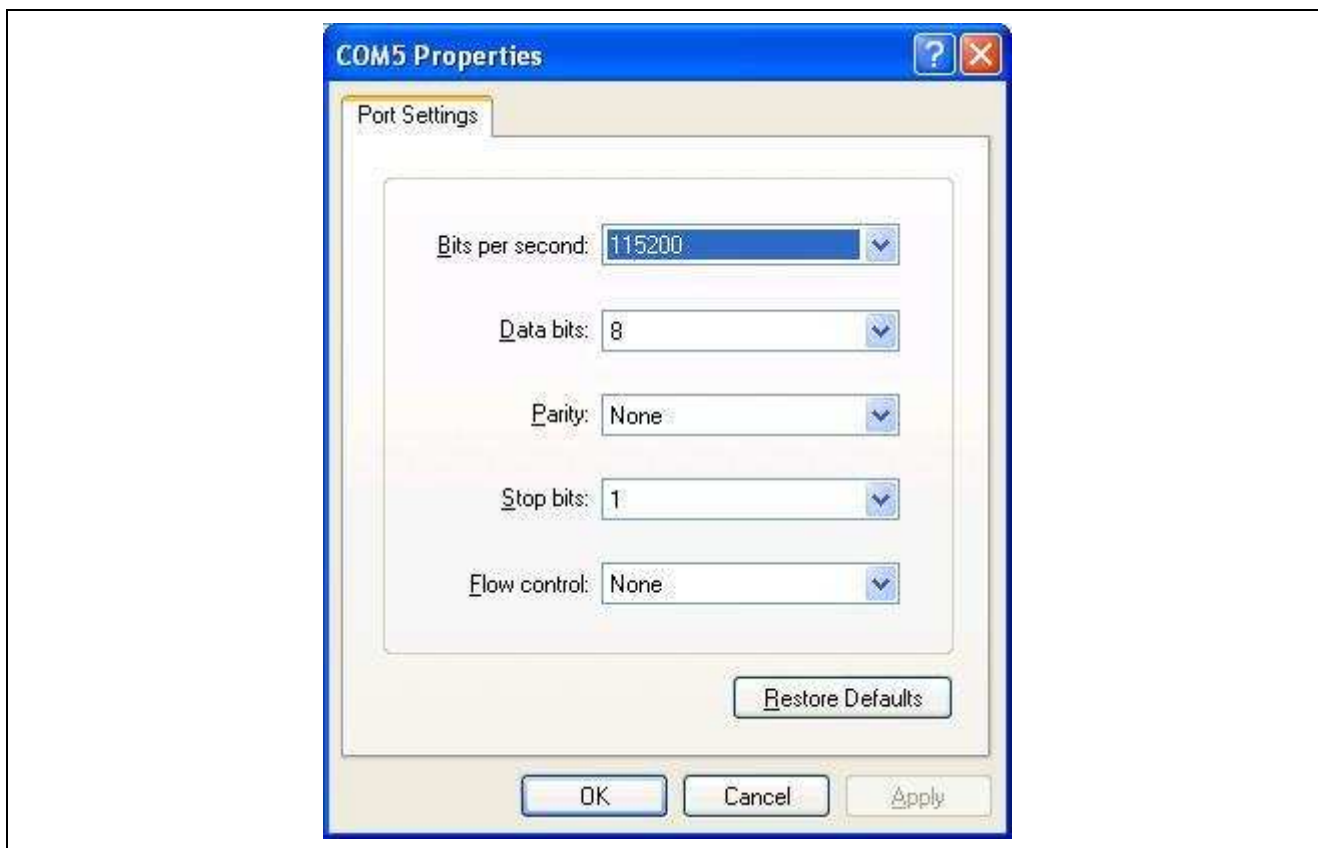 COM5 Properties
Port Settings
Bits per second: 115200
Data bits: 8
Parity: None
Stop bits: 1
Flow control: None
Restore Defaults
OK Cancel Apply